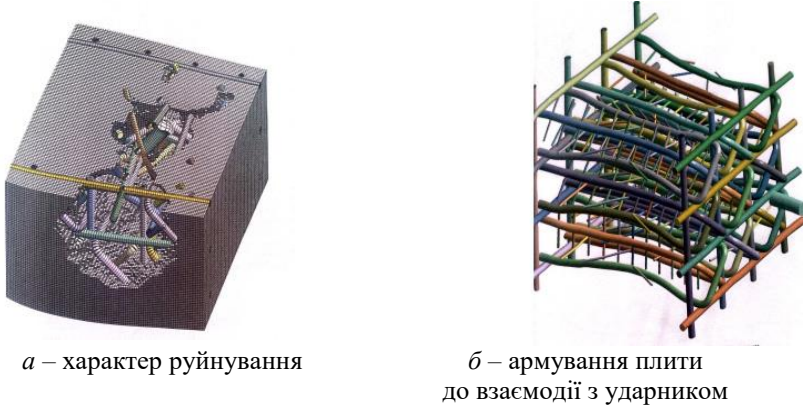 а – характер руйнування
б – армування плити
до взаємодії з ударником